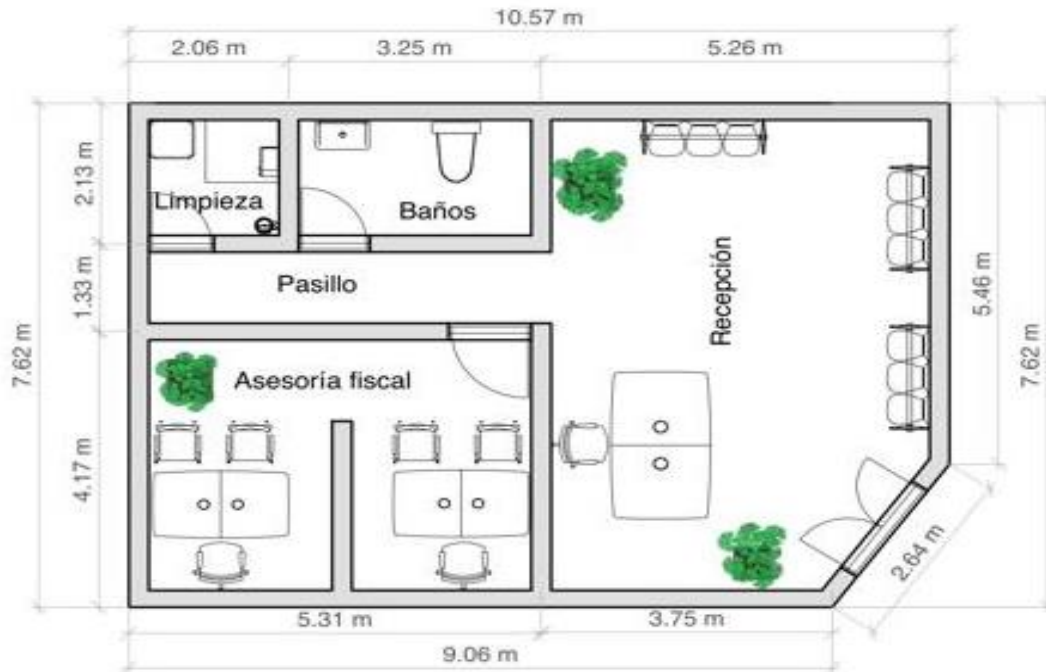 10.57 m
2.06 m
3.25 m
5.26 m
7.62 m
2.13 m
1.33 m
4.17 m
Limpieza
Baños
Pasillo
Recepción
Asesoría fiscal
5.46 m
7.62 m
2.64 m
5.31 m
3.75 m
9.06 m